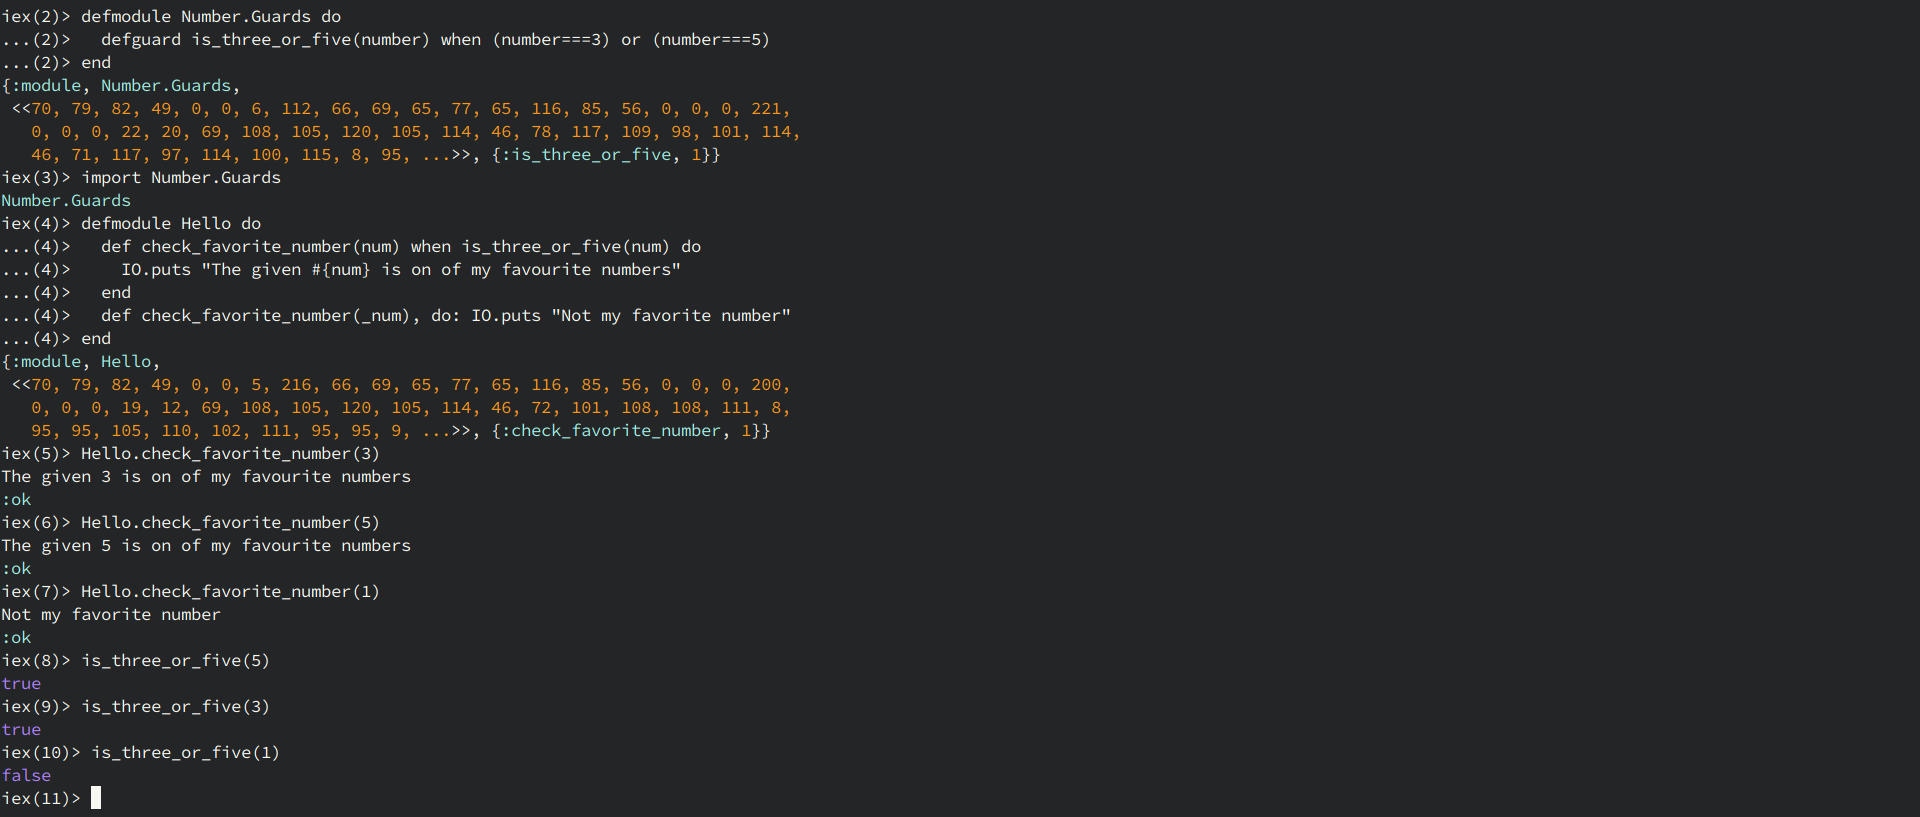 iex(2)> defmodule Number.Guards do
...(2)>   defguard is_three_or_five(number) when (number===3) or (number===5)
...(2)> end
{:module, Number.Guards,
 <<70, 79, 82, 49, 0, 0, 6, 112, 66, 69, 65, 77, 65, 116, 85, 56, 0, 0, 0, 221,
   0, 0, 0, 22, 20, 69, 108, 105, 120, 105, 114, 46, 78, 117, 109, 98, 101, 114,
   46, 71, 117, 97, 114, 100, 115, 8, 95, ...>>, {:is_three_or_five, 1}}
iex(3)> import Number.Guards
Number.Guards
iex(4)> defmodule Hello do
...(4)>   def check_favorite_number(num) when is_three_or_five(num) do
...(4)>     IO.puts "The given #{num} is on of my favourite numbers"
...(4)>   end
...(4)>   def check_favorite_number(_num), do: IO.puts "Not my favorite number"
...(4)> end
{:module, Hello,
 <<70, 79, 82, 49, 0, 0, 5, 216, 66, 69, 65, 77, 65, 116, 85, 56, 0, 0, 0, 200,
   0, 0, 0, 19, 12, 69, 108, 105, 120, 105, 114, 46, 72, 101, 108, 108, 111, 8,
   95, 95, 105, 110, 102, 111, 95, 95, 9, ...>>, {:check_favorite_number, 1}}
iex(5)> Hello.check_favorite_number(3)
The given 3 is on of my favourite numbers
:ok
iex(6)> Hello.check_favorite_number(5)
The given 5 is on of my favourite numbers
:ok
iex(7)> Hello.check_favorite_number(1)
Not my favorite number
:ok
iex(8)> is_three_or_five(5)
true
iex(9)> is_three_or_five(3)
true
iex(10)> is_three_or_five(1)
false
iex(11)>